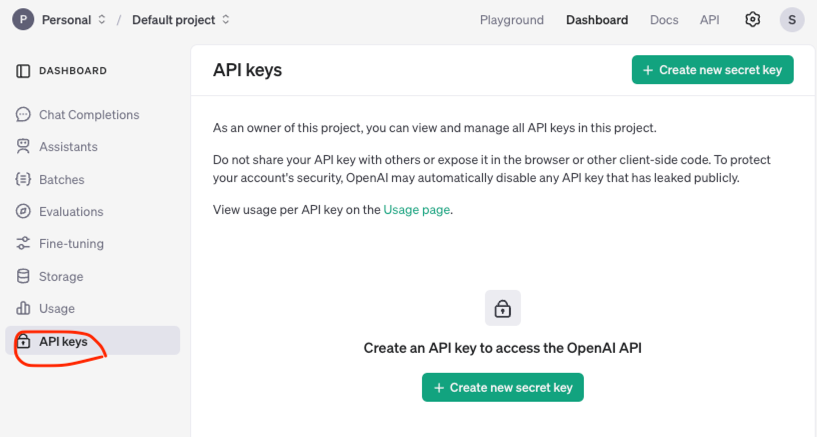 P Personal / Default project
Playground Dashboard Docs API S
DASHBOARD
Chat Completions
Assistants
Batches
Evaluations
Fine-tuning
Storage
Usage
API keys
API keys
+ Create new secret key
As an owner of this project, you can view and manage all API keys in this project.
Do not share your API key with others or expose it in the browser or other client-side code. To protect
your account's security, OpenAI may automatically disable any API key that has leaked publicly.
View usage per API key on the Usage page.
Create an API key to access the OpenAI API
+ Create new secret key